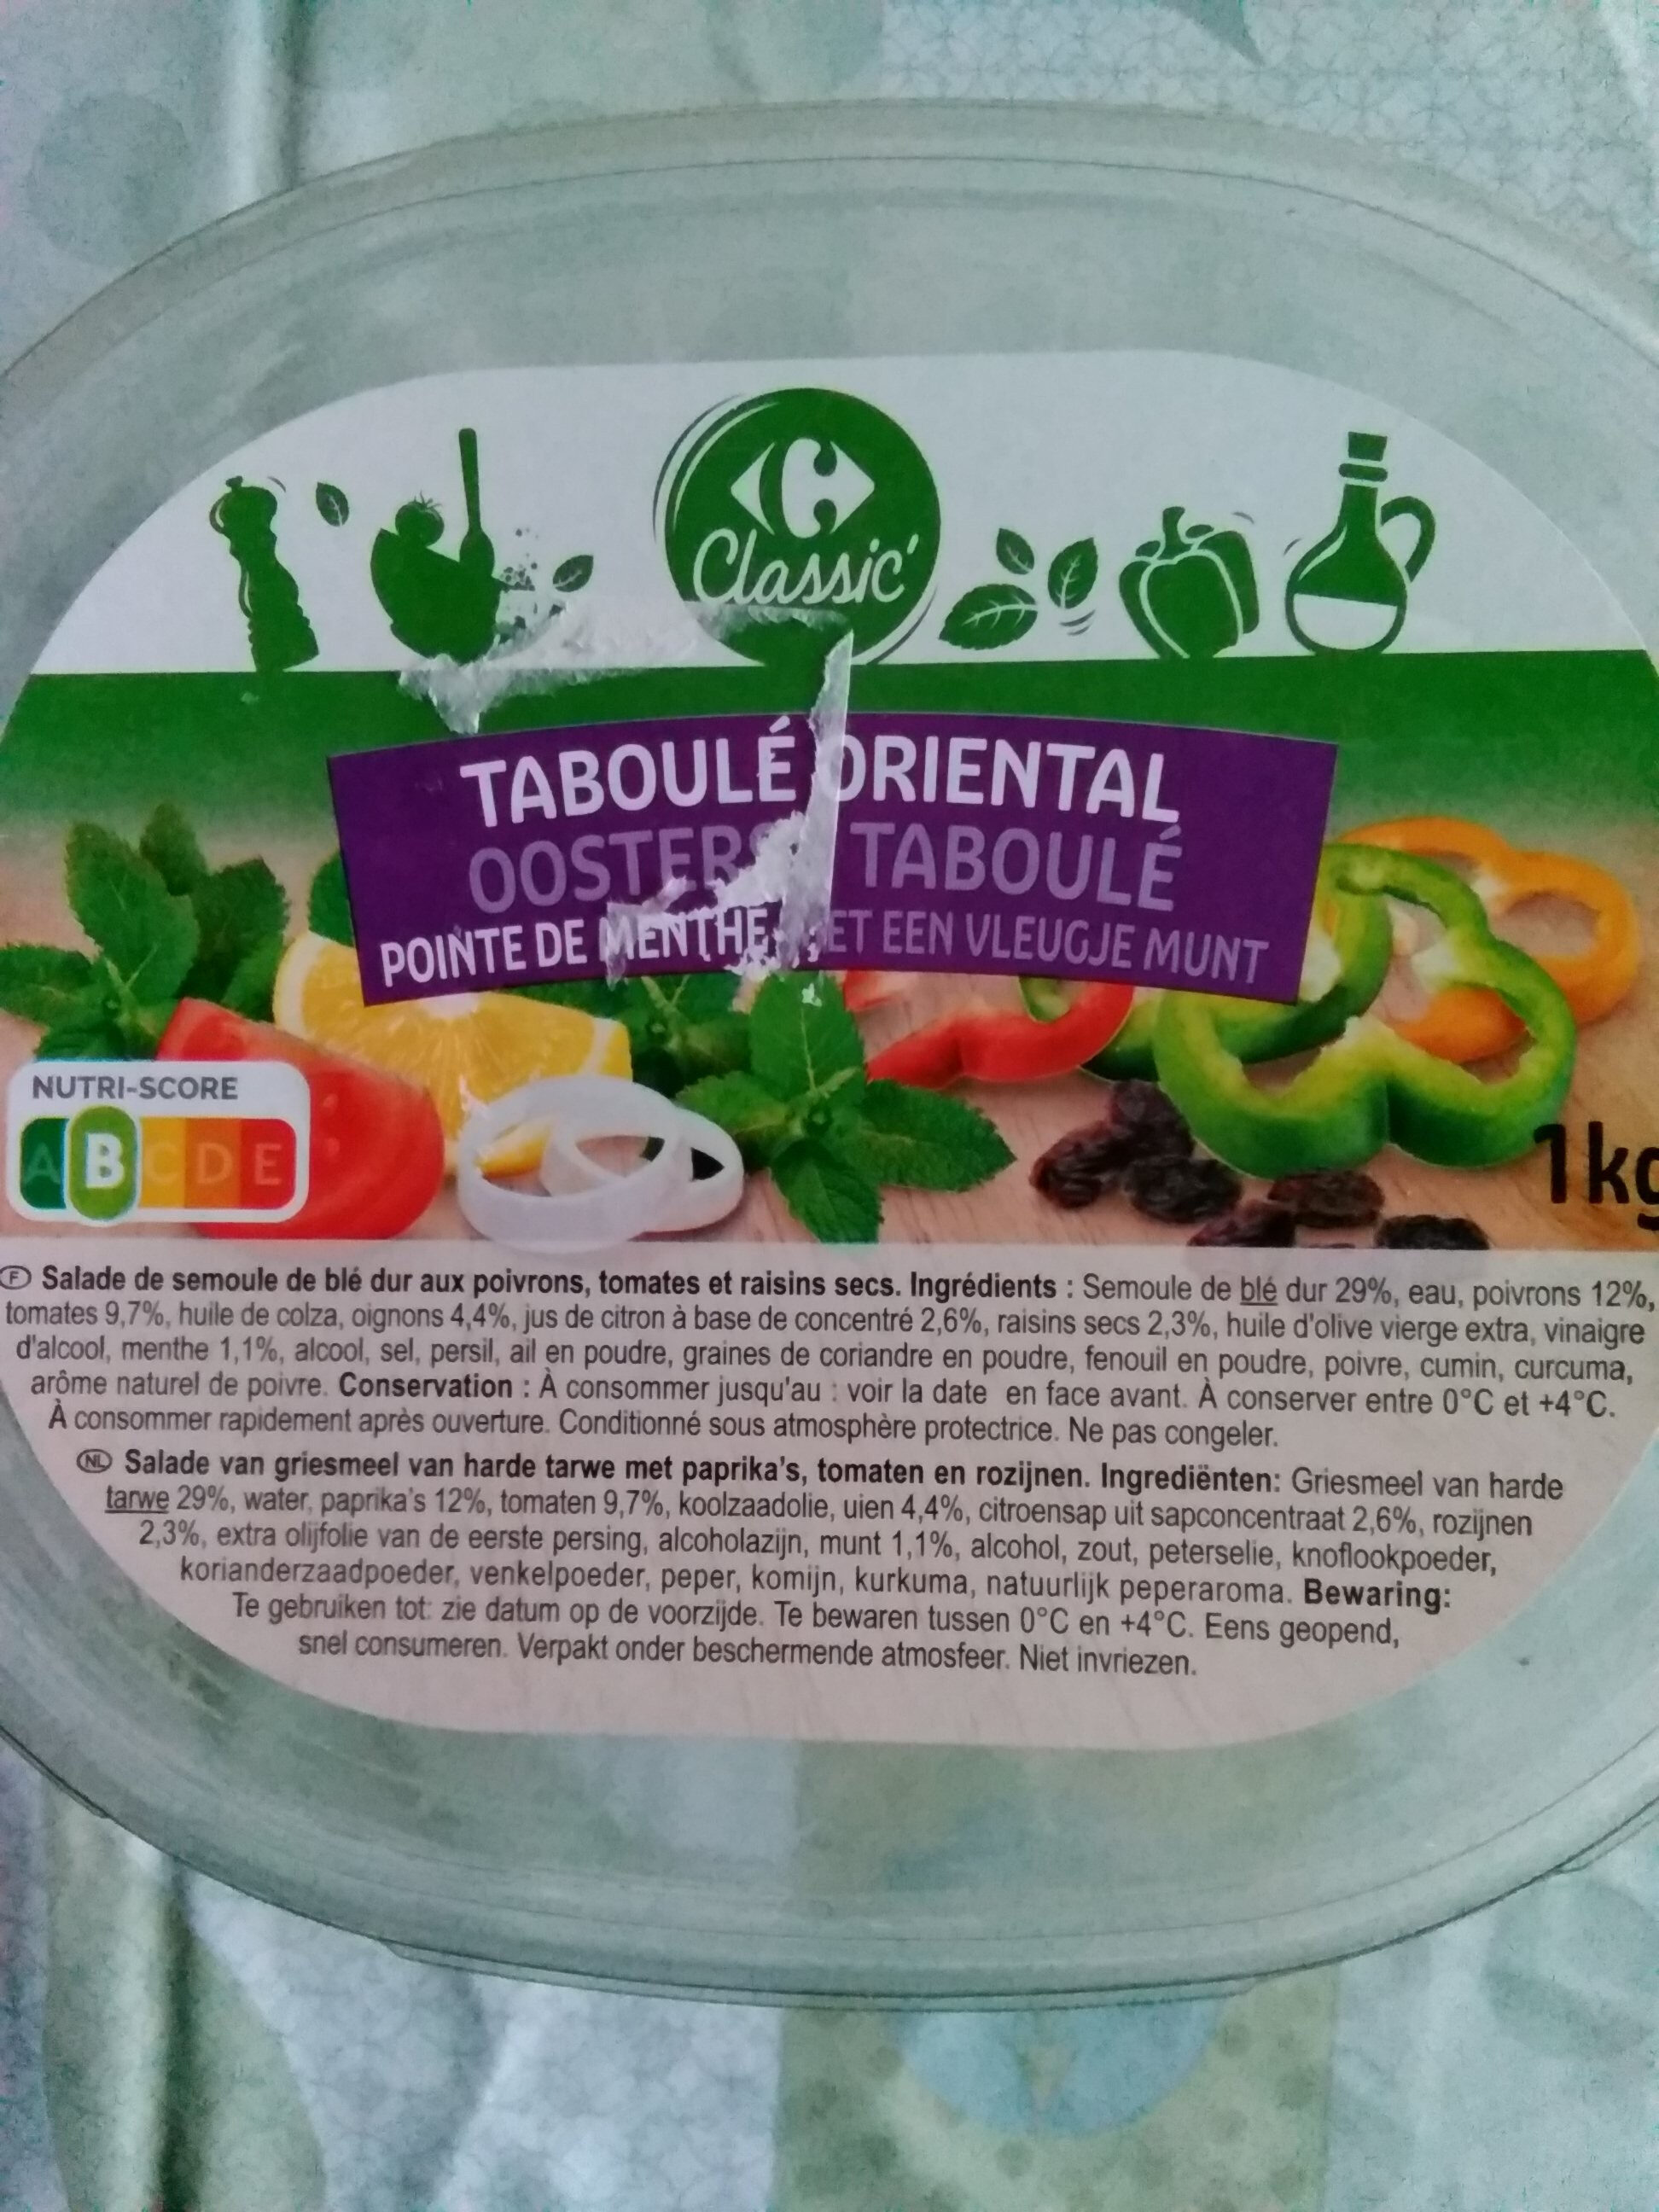 Classic'
TABOULÉ ORIENTAL
OOSTERSE TABOULÉ
POINTE DE MENTHE MET EEN VLEUGJE MUNT
NUTRI-SCORE
A B C D E
1kg
F Salade de semoule de blé dur aux poivrons, tomates et raisins secs. Ingrédients : Semoule de blé dur 29%, eau, poivrons 12%,
tomates 9,7%, huile de colza, oignons 4,4%, jus de citron à base de concentré 2,6%, raisins secs 2,3%, huile d'olive vierge extra, vinaigre
d'alcool, menthe 1,1%, alcool, sel, persil, ail en poudre, graines de coriandre en poudre, fenouil en poudre, poivre, cumin, curcuma,
arôme naturel de poivre. Conservation : À consommer jusqu'au : voir la date en face avant. À conserver entre 0°C et +4°C.
À consommer rapidement après ouverture. Conditionné sous atmosphère protectrice. Ne pas congeler.
NL Salade van griesmeel van harde tarwe met paprika's, tomaten en rozijnen. Ingrediënten: Griesmeel van harde
tarwe 29%, water, paprika's 12%, tomaten 9,7%, koolzaadolie, uien 4,4%, citroensap uit sapconcentraat 2,6%, rozijnen
2,3%, extra olijfolie van de eerste persing, alcoholazijn, munt 1,1%, alcohol, zout, peterselie, knoflookpoeder,
korianderzaadpoeder, venkelpoeder, peper, komijn, kurkuma, natuurlijk peperaroma. Bewaring:
Te gebruiken tot: zie datum op de voorzijde. Te bewaren tussen 0°C en +4°C. Eens geopend,
snel consumeren. Verpakt onder beschermende atmosfeer. Niet invriezen.